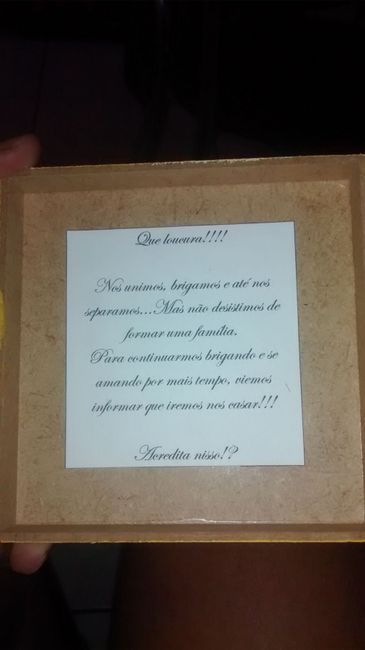 Que loucura!!!!
Nos unimos, brigamos e até nos
separamos...Mas não desistimos de
formar uma família.
Para continuarmos brigando e se
amando por mais tempo, viemos
informar que iremos nos casar!!!
Acredita nisso!?